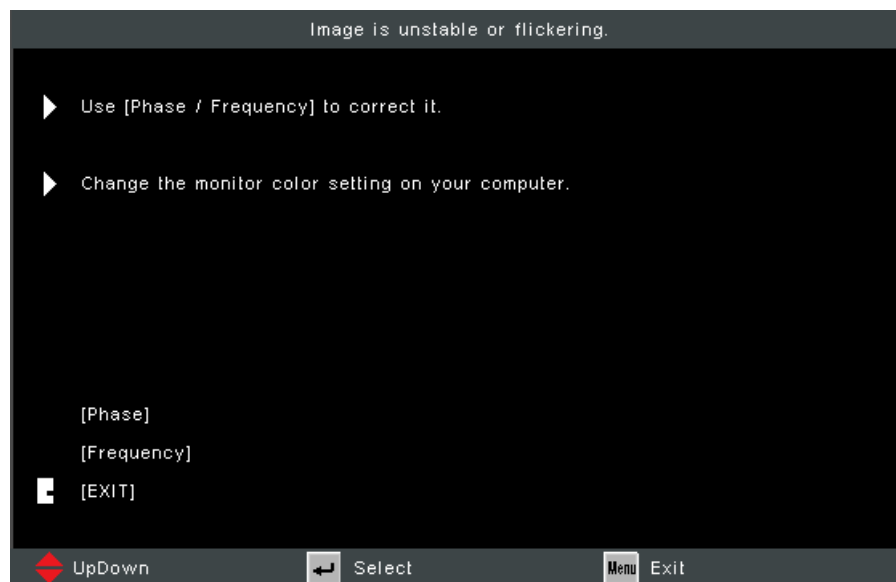 Image is unstable or flickering.
Use [Phase / Frequency] to correct it.
Change the monitor color setting on your computer.
[Phase]
[Frequency]
[EXIT]
UpDown Select Menu Exit